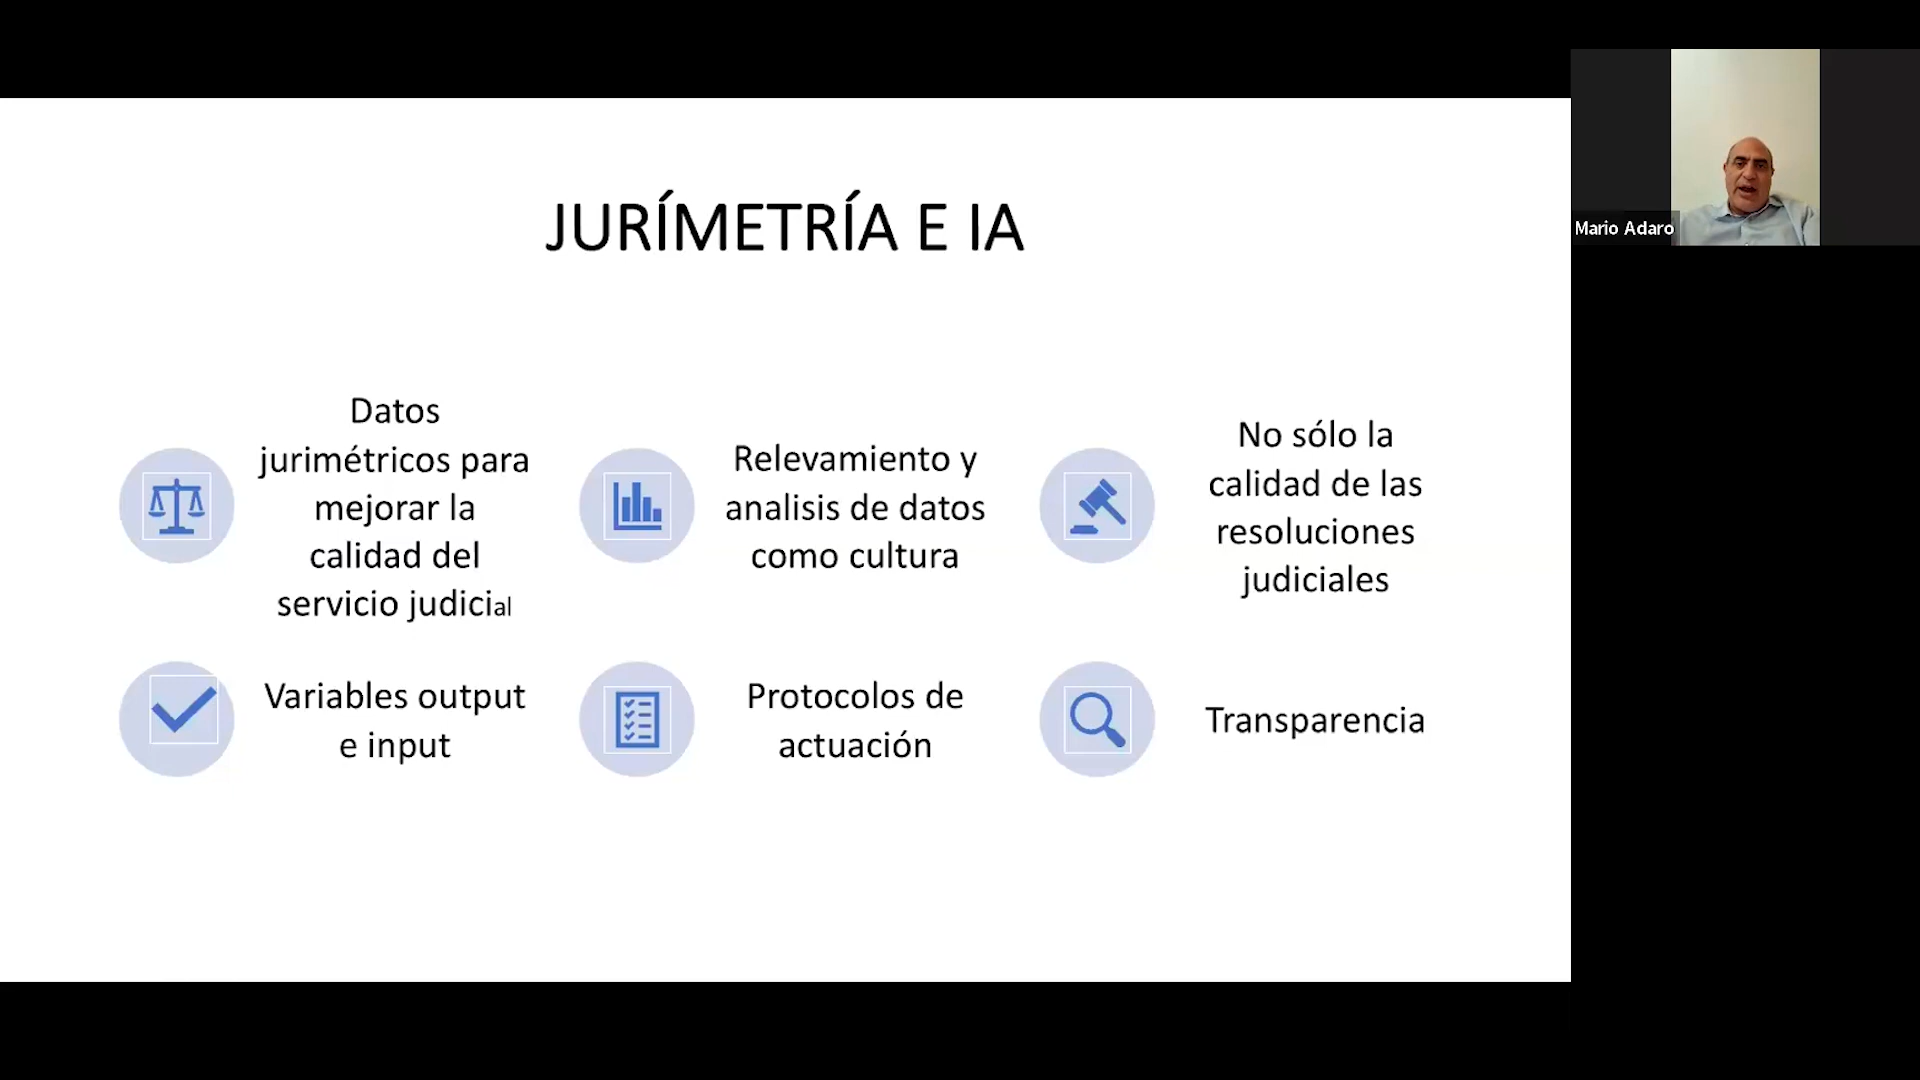 JURÍMETRÍA E IA
Datos
jurimétricos para
mejorar la
calidad del
servicio judicial
Relevamiento y
analisis de datos
como cultura
No sólo la
calidad de las
resoluciones
judiciales
Variables output
e input
Protocolos de
actuación
Transparencia
Mario Adaro